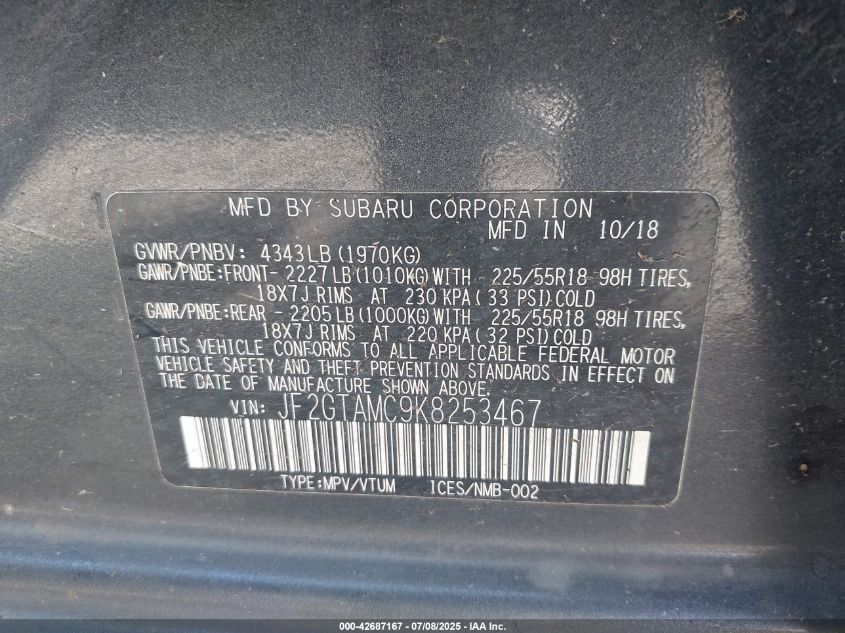 MFD BY SUBARU CORPORATION
MFD IN 10/18
GVWR/PNBV: 4343LB (1970KG)
GAWR/PNBE:FRONT- 2227LB(1010KG) WITH 225/55R18 98H TIRES,
18X7J RIMS AT 230 KPA( 33 PSI)COLD
GAWR/PNBE:REAR - 2205LB(1000KG) WITH 225/55R18 98H TIRES,
18X7J RIMS AT 220 KPA( 32 PSI)COLD
THIS VEHICLE CONFORMS TO ALL APPLICABLE FEDERAL MOTOR
VEHICLE SAFETY AND THEFT PREVENTION STANDARDS IN EFFECT ON
THE DATE OF MANUFACTURE SHOWN ABOVE.
VIN: JF2GTAMC9K8253467
TYPE:MPV/VTUM ICES/NMB-002
000-42687167 - 07/08/2025 - IAA Inc.